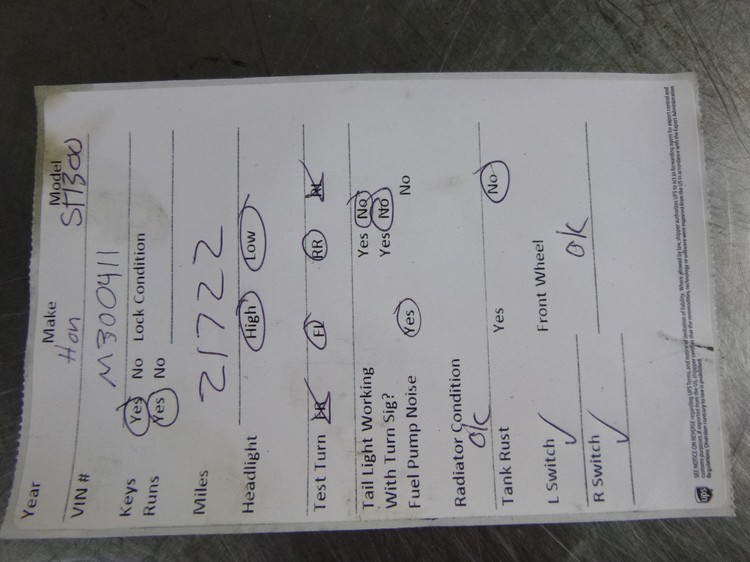 Year Make Model
Hon ST1300
VIN # M300411
Keys Yes No Lock Condition
Runs Yes No
Miles 21722
Headlight High Low
Test Turn FR FL RR RL
Tail Light Working Yes No
With Turn Sig? Yes No
Fuel Pump Noise Yes No
Radiator Condition
Ok
Tank Rust Yes No
L Switch ✓ Front Wheel
R Switch ✓ Ok
ups